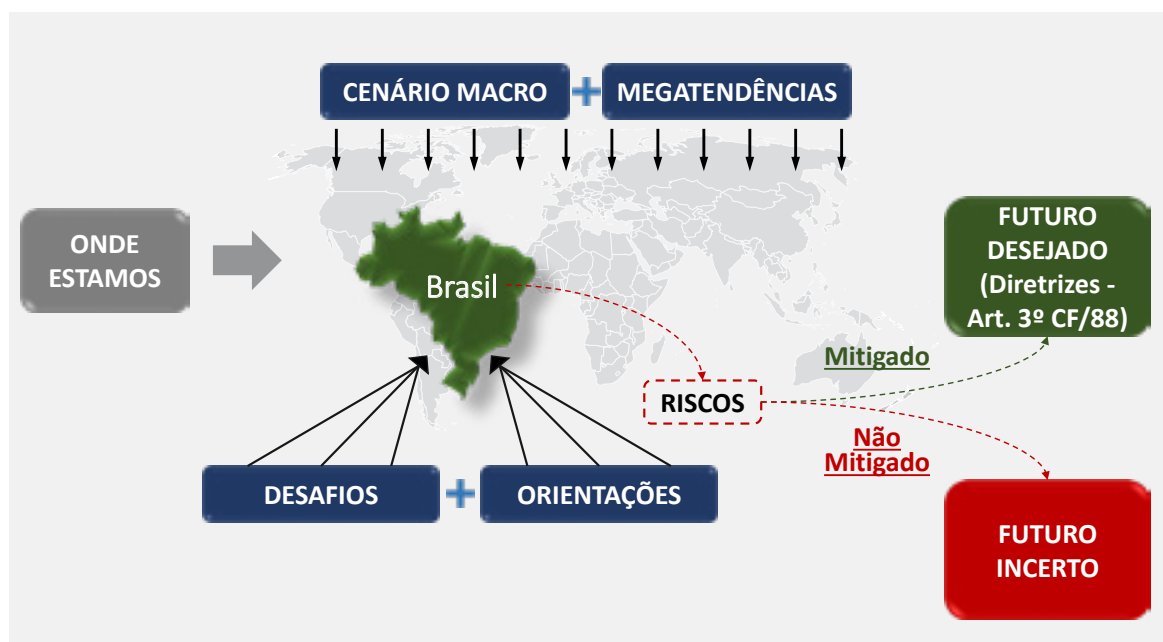 CENÁRIO MACRO + MEGATENDÊNCIAS
ONDE
ESTAMOS
Brasil
FUTURO
DESEJADO
(Diretrizes -
Art. 3º CF/88)
Mitigado
RISCOS
Não
Mitigado
DESAFIOS + ORIENTAÇÕES
FUTURO
INCERTO